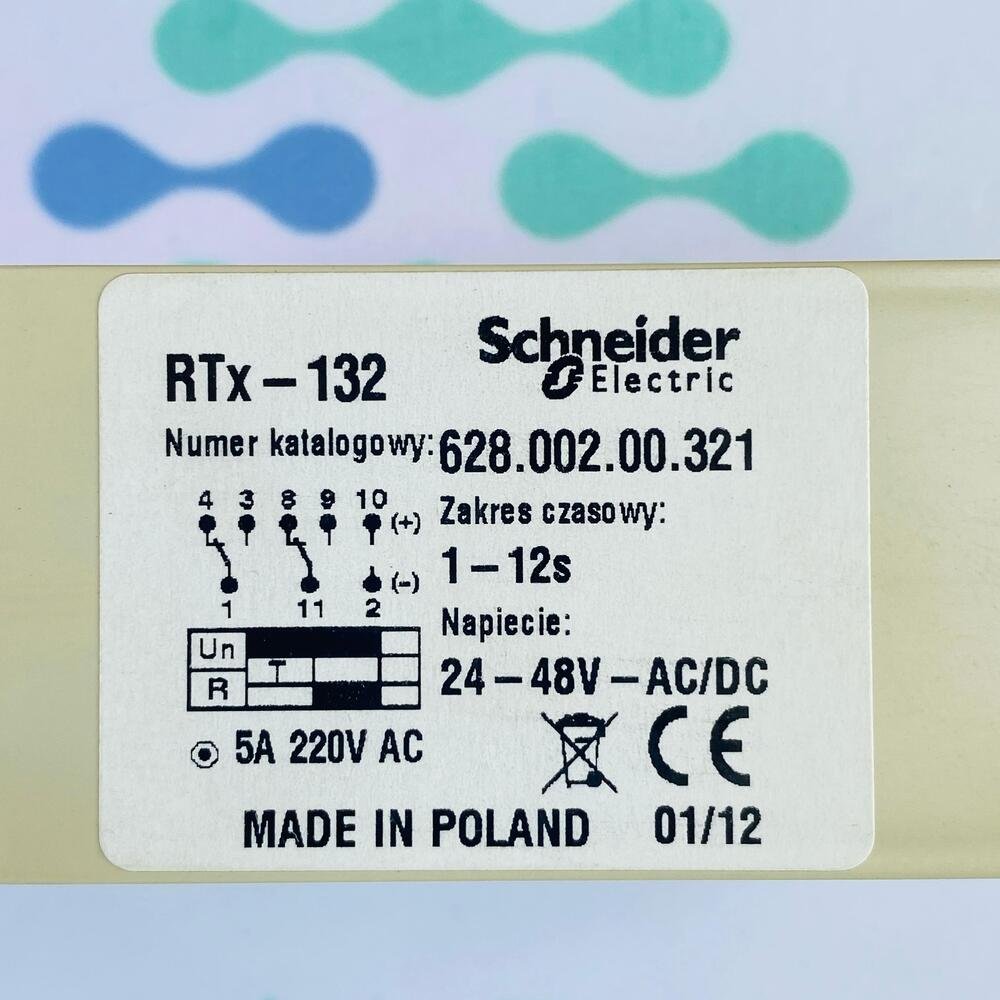 Schneider
Electric
RTx – 132
Numer katalogowy: 628.002.00.321
4 3 8 9 10
(+)
(-)
1 11 2
Zakres czasowy:
1 – 12s
Napiecie:
24 – 48V – AC/DC
Un
T
R
5A 220V AC
CE
MADE IN POLAND 01/12